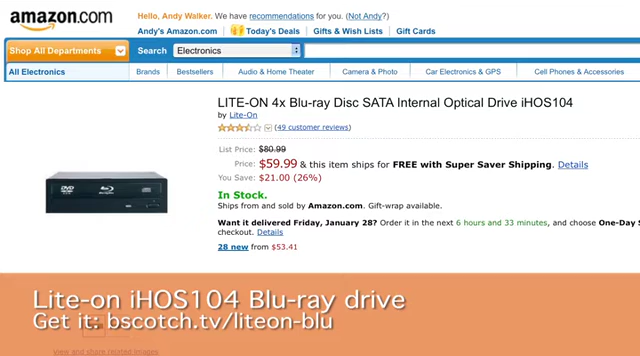 amazon.com
Hello, Andy Walker. We have recommendations for you. (Not Andy?)
Andy's Amazon.com Today's Deals Gifts & Wish Lists Gift Cards
Shop All Departments Search Electronics
All Electronics Brands Bestsellers Audio & Home Theater Camera & Photo Car Electronics & GPS Cell Phones & Accessories
LITE-ON 4x Blu-ray Disc SATA Internal Optical Drive iHOS104
by Lite-On
(49 customer reviews)
List Price: $80.99
Price: $59.99 & this item ships for FREE with Super Saver Shipping. Details
You Save: $21.00 (26%)
In Stock.
Ships from and sold by Amazon.com. Gift-wrap available.
Want it delivered Friday, January 28? Order it in the next 6 hours and 33 minutes, and choose One-Day S
checkout. Details
28 new from $53.41
Lite-on iHOS104 Blu-ray drive
Get it: bscotch.tv/liteon-blu
View and share related images